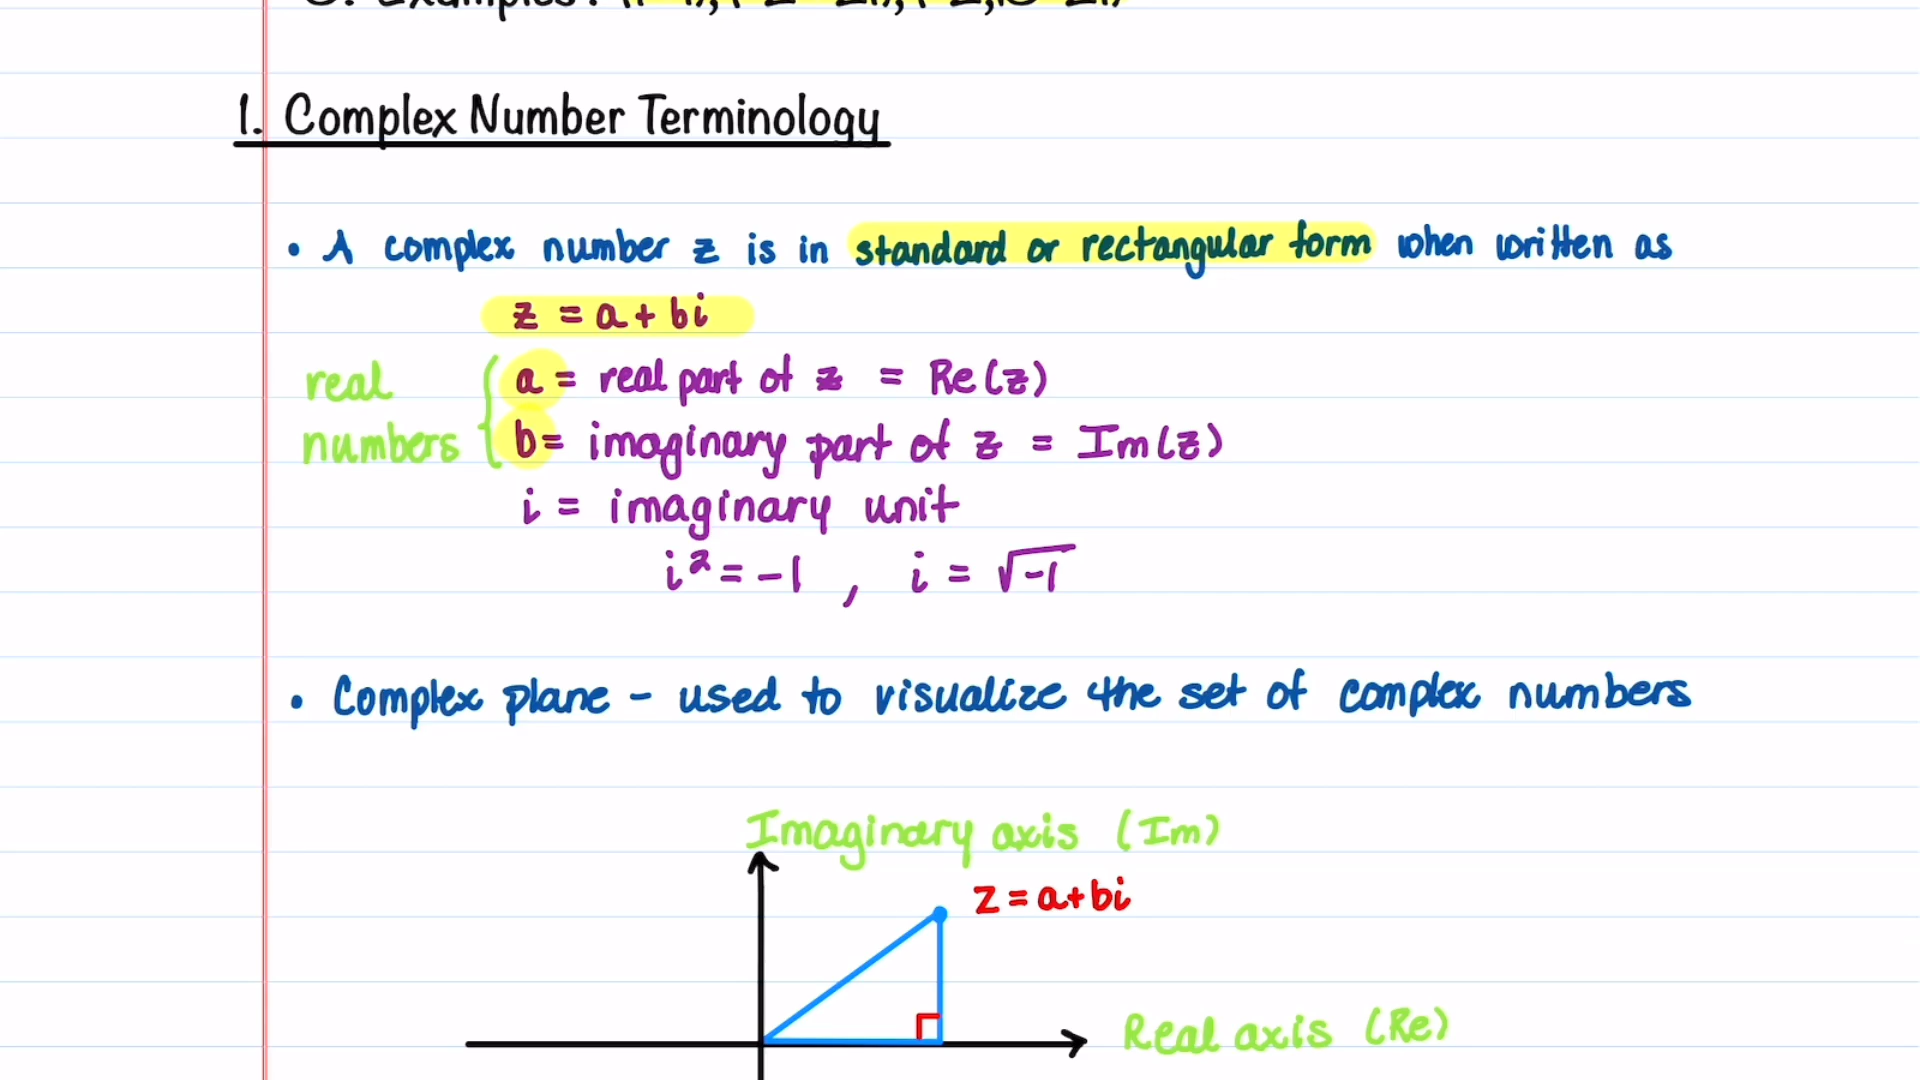 Examples:
1. Complex Number Terminology
• A complex number z is in standard or rectangular form when written as
z = a + bi
real numbers
a = real part of z = Re(z)
b = imaginary part of z = Im(z)
i = imaginary unit
i² = -1 , i = √-1
• Complex plane - used to visualize the set of complex numbers
Imaginary axis (Im)
z = a+bi
Real axis (Re)